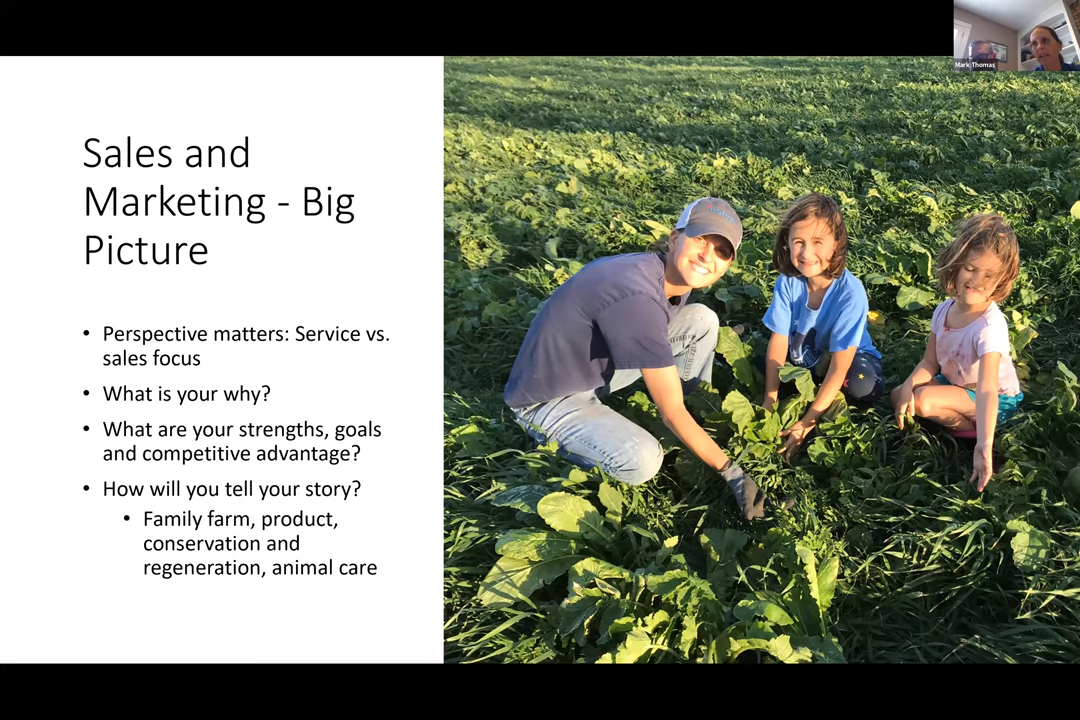 Mark Thomas
Sales and
Marketing - Big
Picture
• Perspective matters: Service vs.
sales focus
• What is your why?
• What are your strengths, goals
and competitive advantage?
• How will you tell your story?
• Family farm, product,
conservation and
regeneration, animal care